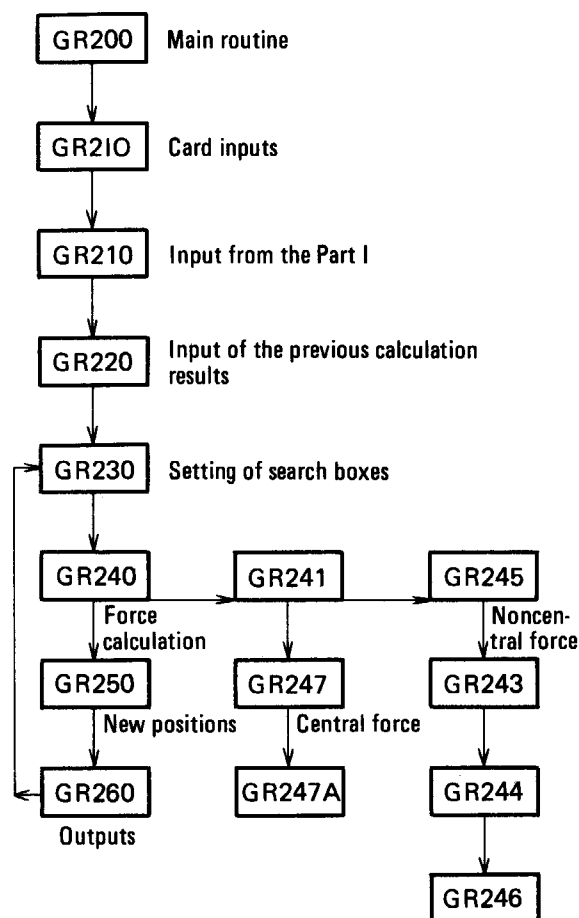 GR200 Main routine
GR2IO Card inputs
GR210 Input from the Part I
GR220 Input of the previous calculation
results
GR230 Setting of search boxes
GR240 GR241 GR245
Force
calculation
Noncen-
tral force
GR250 GR247 GR243
New positions Central force
GR260 GR247A GR244
Outputs
GR246